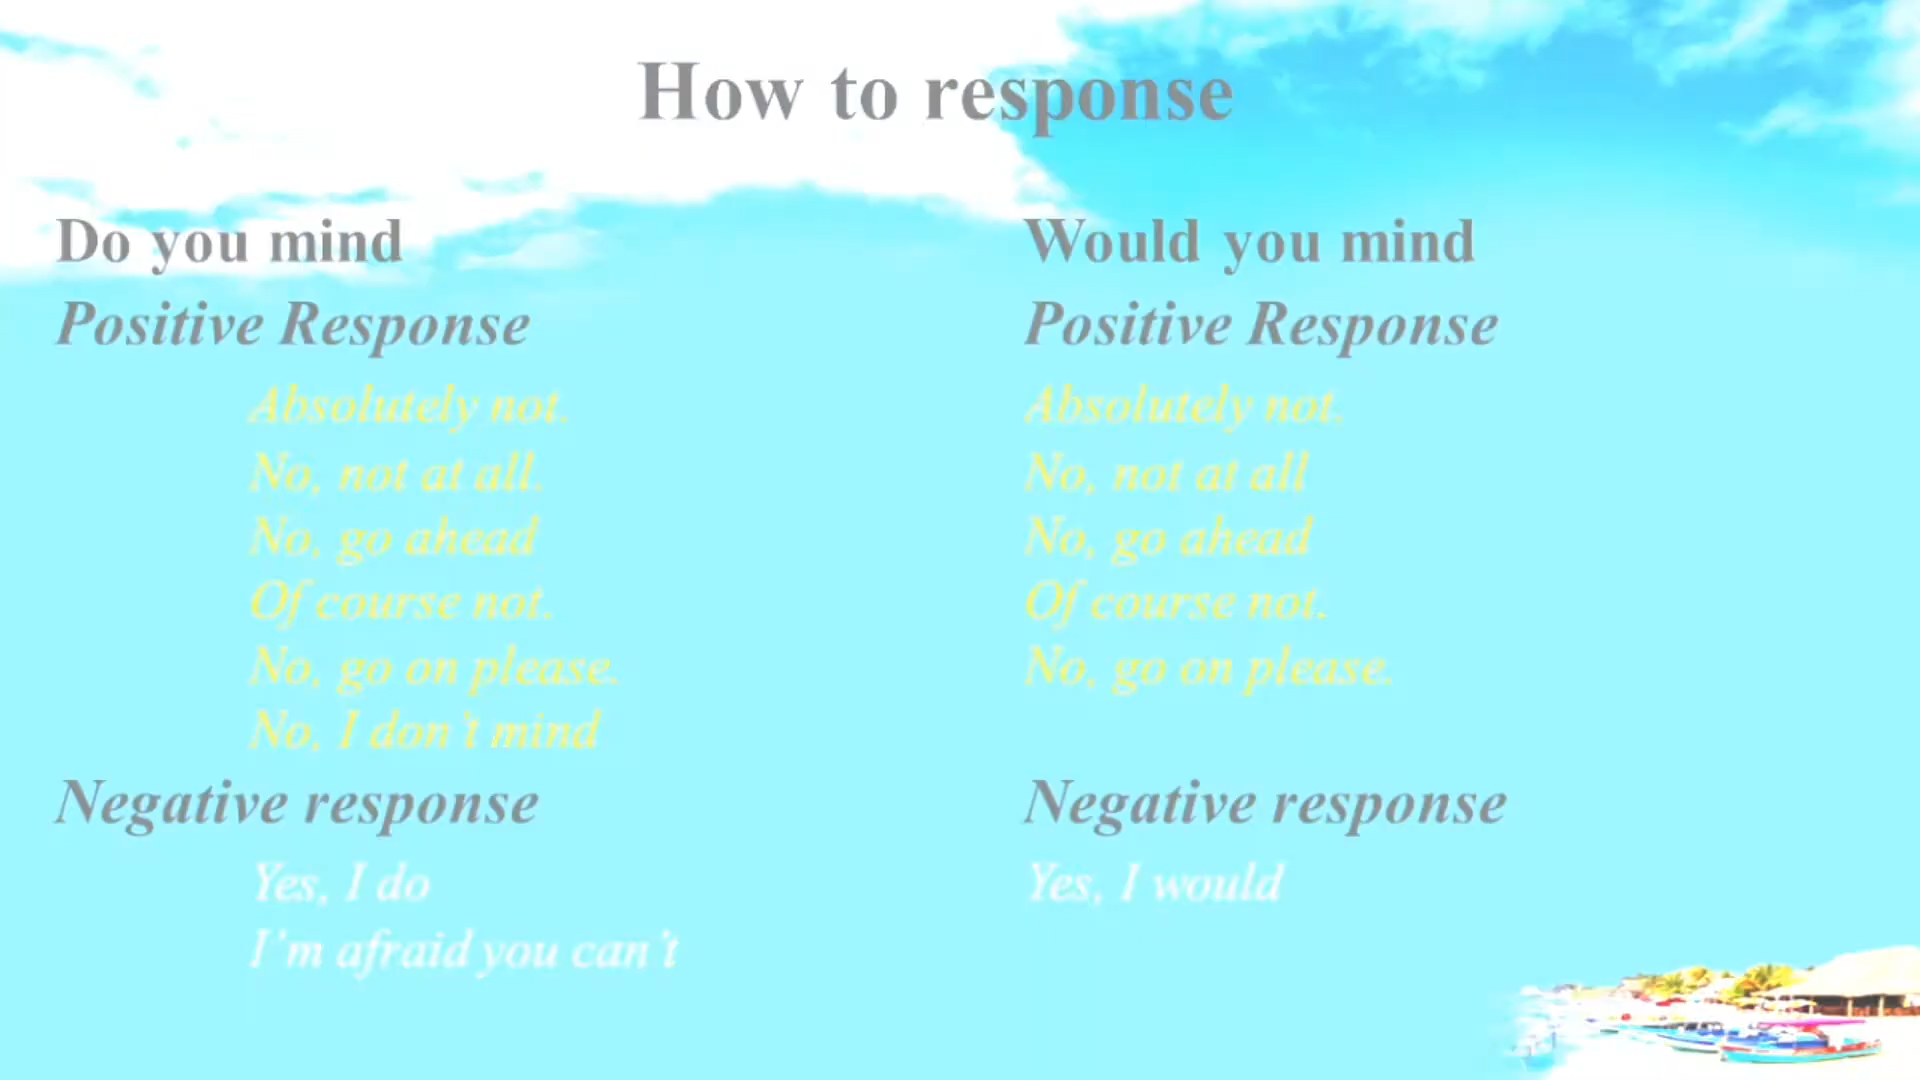 How to response
Do you mind
Positive Response
Absolutely not.
No, not at all.
No, go ahead
Of course not.
No, go on please.
No, I don't mind
Negative response
Yes, I do
I'm afraid you can't
Would you mind
Positive Response
Absolutely not.
No, not at all
No, go ahead
Of course not.
No, go on please.
Negative response
Yes, I would